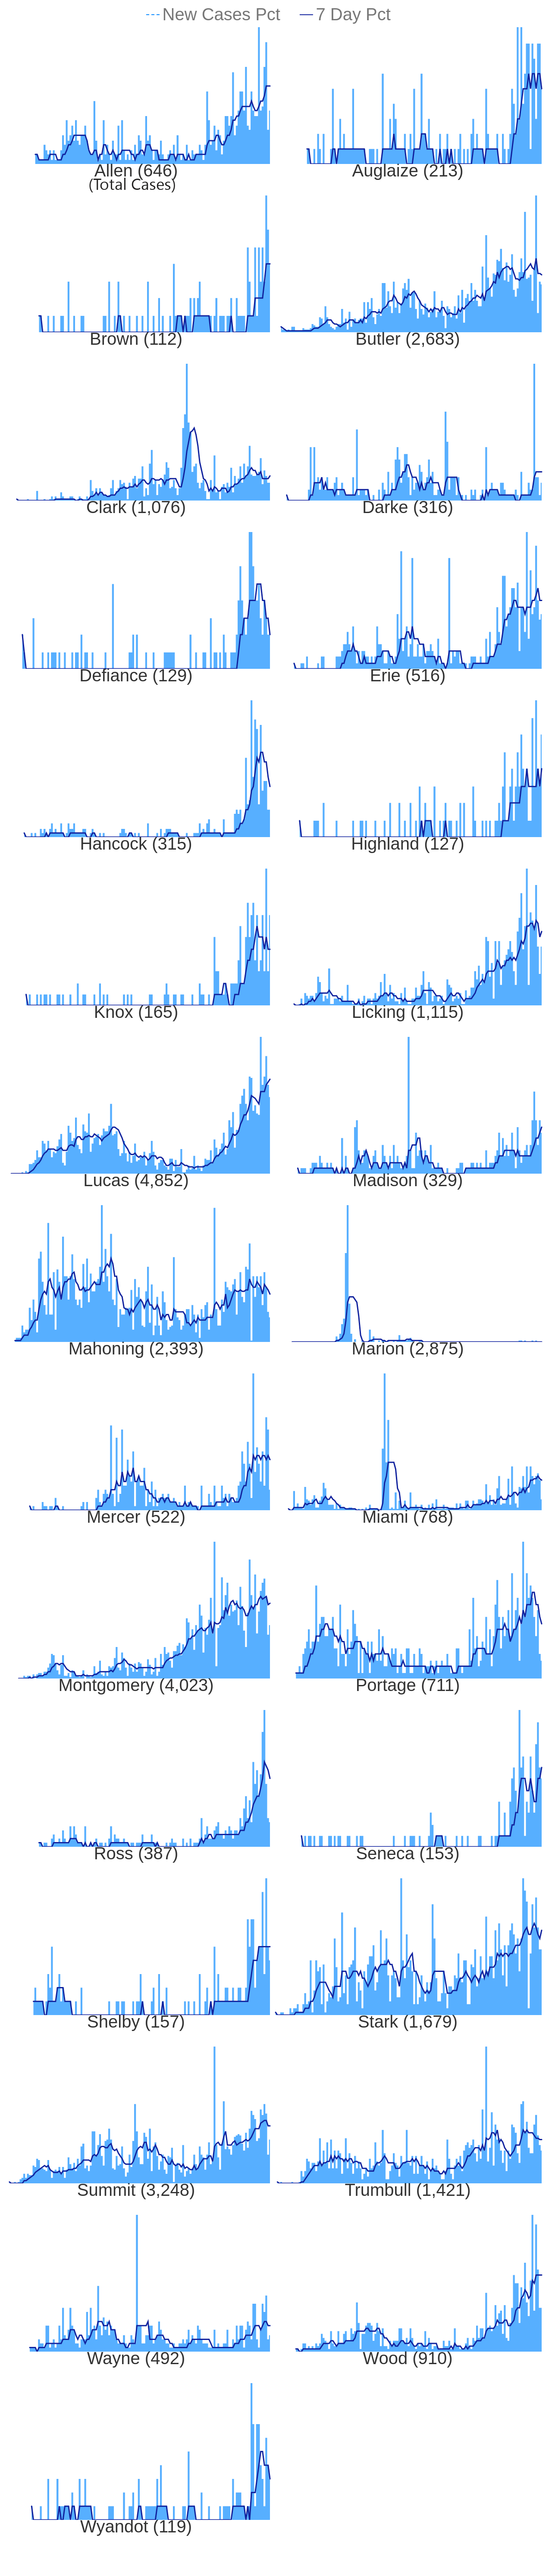 New Cases Pct 7 Day Pct
Allen (646) Auglaize (213)
(Total Cases)
Brown (112) Butler (2,683)
Clark (1,076) Darke (316)
Defiance (129) Erie (516)
Hancock (315) Highland (127)
Knox (165) Licking (1,115)
Lucas (4,852) Madison (329)
Mahoning (2,393) Marion (2,875)
Mercer (522) Miami (768)
Montgomery (4,023) Portage (711)
Ross (387) Seneca (153)
Shelby (157) Stark (1,679)
Summit (3,248) Trumbull (1,421)
Wayne (492) Wood (910)
Wyandot (119)